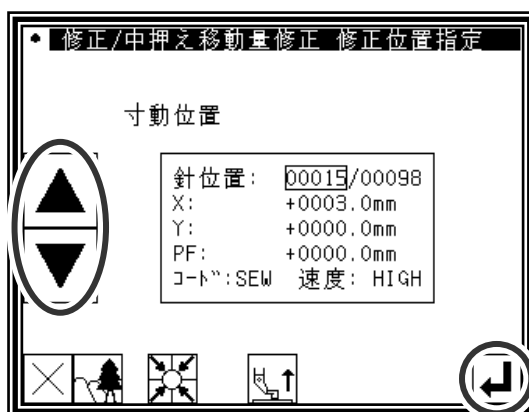 ● 修正/中押え移動量修正 修正位置指定
寸動位置
針位置: 00015/00098
X: +0003.0mm
Y: +0000.0mm
PF: +0000.0mm
コード:SEW 速度: HIGH